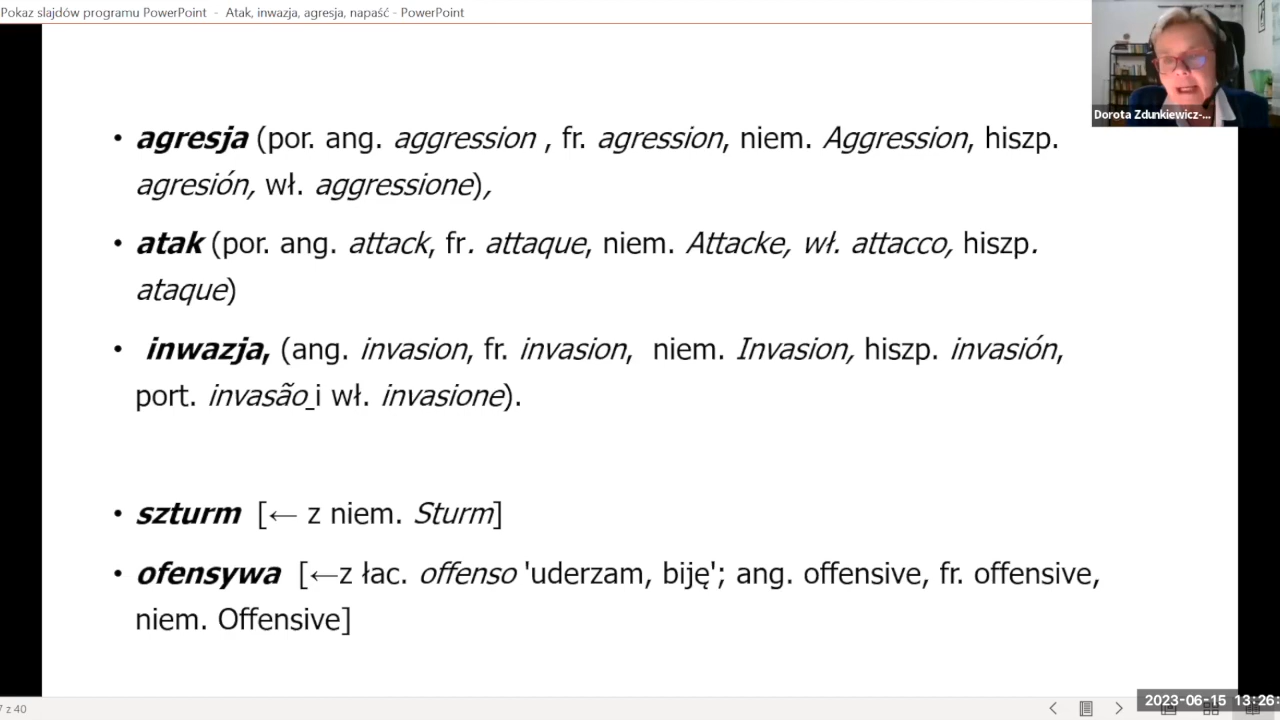 Pokaz slajdów programu PowerPoint - Atak, inwazja, agresja, napaść - PowerPoint
Dorota Zdunkiewicz-...
• agresja (por. ang. aggression , fr. agression, niem. Aggression, hiszp.
agresión, wł. aggressione),
• atak (por. ang. attack, fr. attaque, niem. Attacke, wł. attacco, hiszp.
ataque)
• inwazja, (ang. invasion, fr. invasion, niem. Invasion, hiszp. invasión,
port. invasão i wł. invasione).
• szturm [← z niem. Sturm]
• ofensywa [←z łac. offenso 'uderzam, biję'; ang. offensive, fr. offensive,
niem. Offensive]
7 z 40
2023-06-15 13:26: